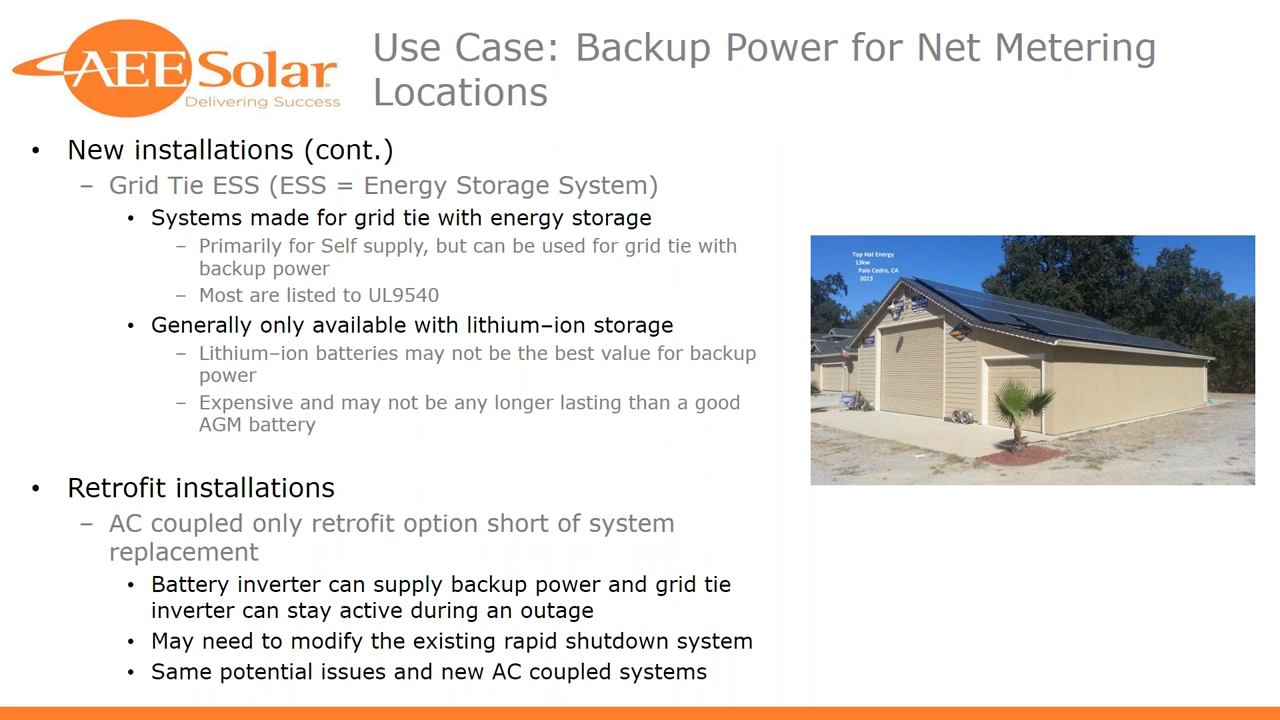 AEE Solar
Delivering Success
Use Case: Backup Power for Net Metering
Locations
• New installations (cont.)
– Grid Tie ESS (ESS = Energy Storage System)
• Systems made for grid tie with energy storage
– Primarily for Self supply, but can be used for grid tie with
backup power
– Most are listed to UL9540
• Generally only available with lithium–ion storage
– Lithium–ion batteries may not be the best value for backup
power
– Expensive and may not be any longer lasting than a good
AGM battery
• Retrofit installations
– AC coupled only retrofit option short of system
replacement
• Battery inverter can supply backup power and grid tie
inverter can stay active during an outage
• May need to modify the existing rapid shutdown system
• Same potential issues and new AC coupled systems
Top Hat Energy
13kw
Palo Cedro, CA
2013